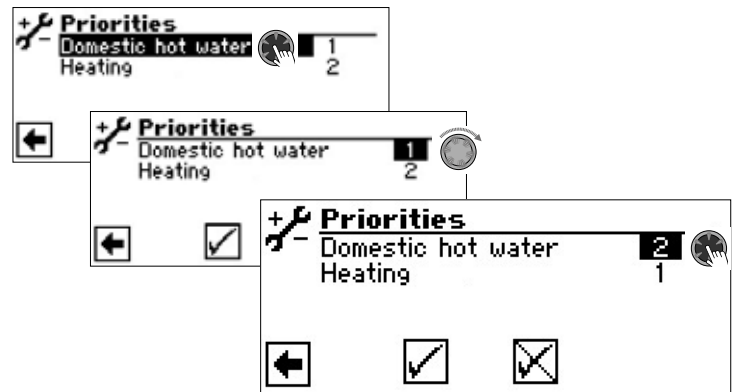 Priorities
Domestic hot water 1
Heating 2
Priorities
Domestic hot water 1
Heating 2
Priorities
Domestic hot water 2
Heating 1